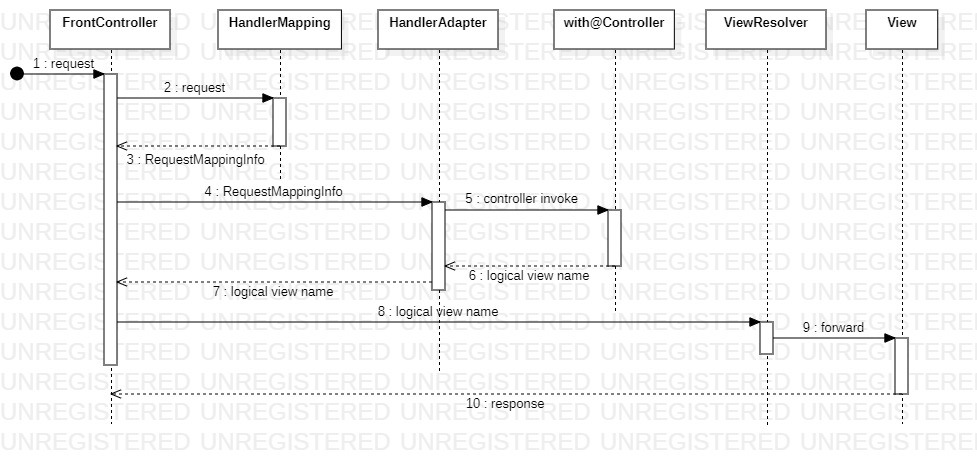 FrontController HandlerMapping HandlerAdapter with@Controller ViewResolver View
1 : request
2 : request
3 : RequestMappingInfo
4 : RequestMappingInfo
5 : controller invoke
6 : logical view name
7 : logical view name
8 : logical view name
9 : forward
10 : response
UNREGISTERED UNREGISTERED UNREGISTERED UNREGISTERED UNREGISTERED